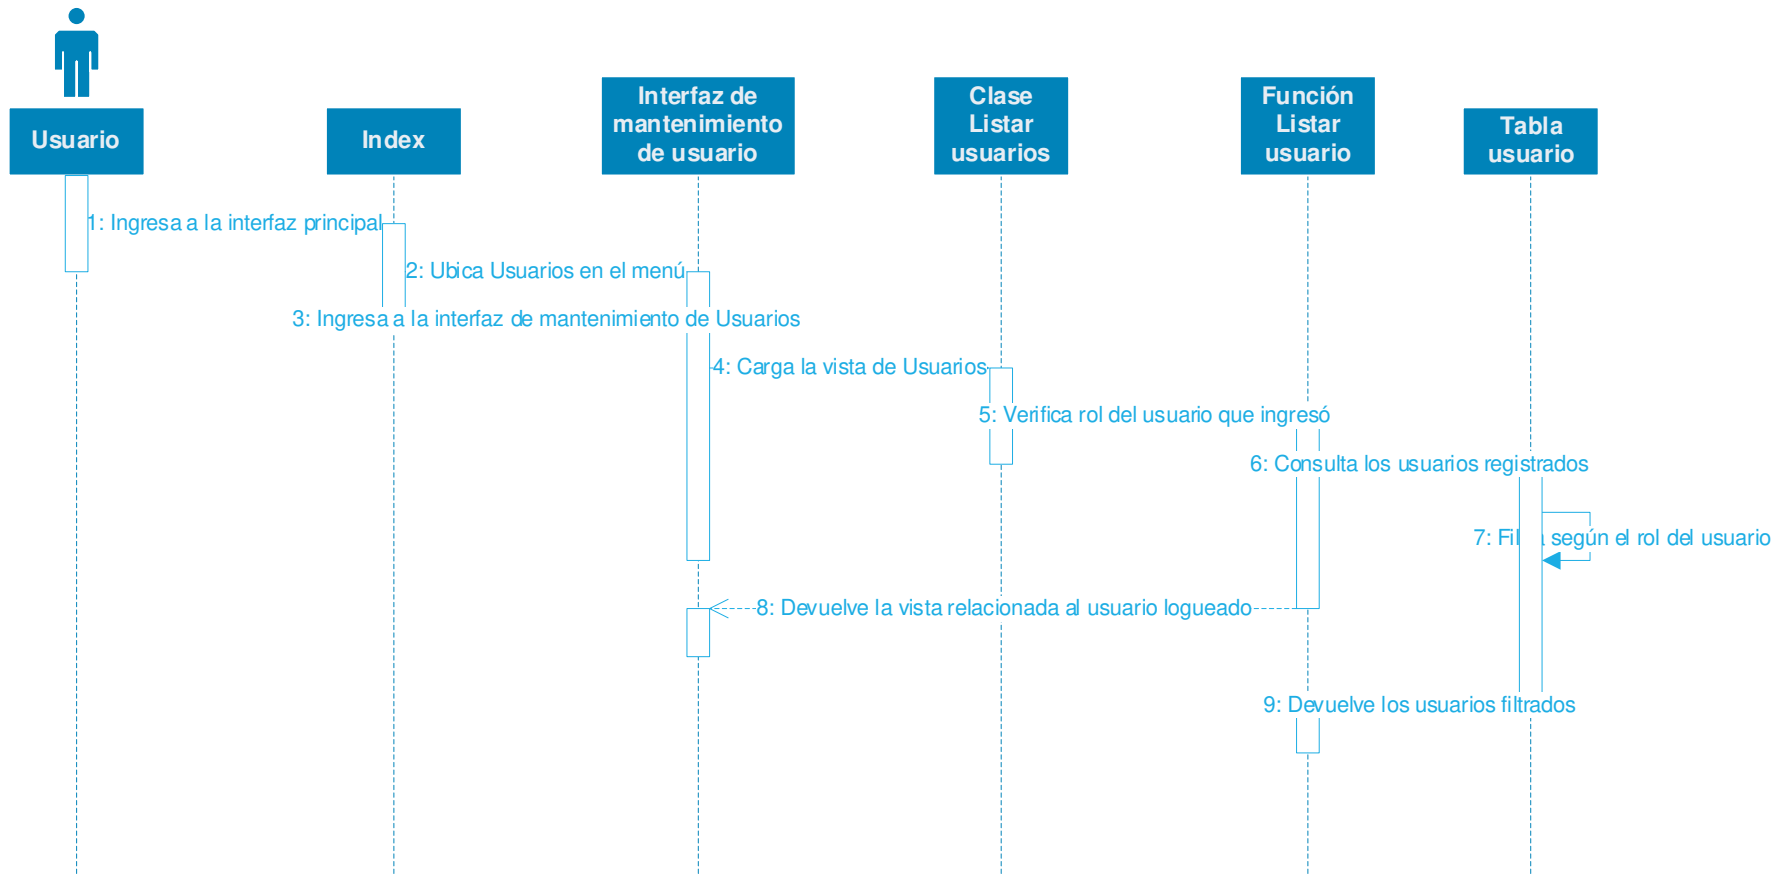 Usuario
Index
Interfaz de
mantenimiento
de usuario
Clase
Listar
usuarios
Función
Listar
usuario
Tabla
usuario
1: Ingresa a la interfaz principal
2: Ubica Usuarios en el menú
3: Ingresa a la interfaz de mantenimiento de Usuarios
4: Carga la vista de Usuarios
5: Verifica rol del usuario que ingresó
6: Consulta los usuarios registrados
7: Filtra según el rol del usuario
8: Devuelve la vista relacionada al usuario logueado
9: Devuelve los usuarios filtrados